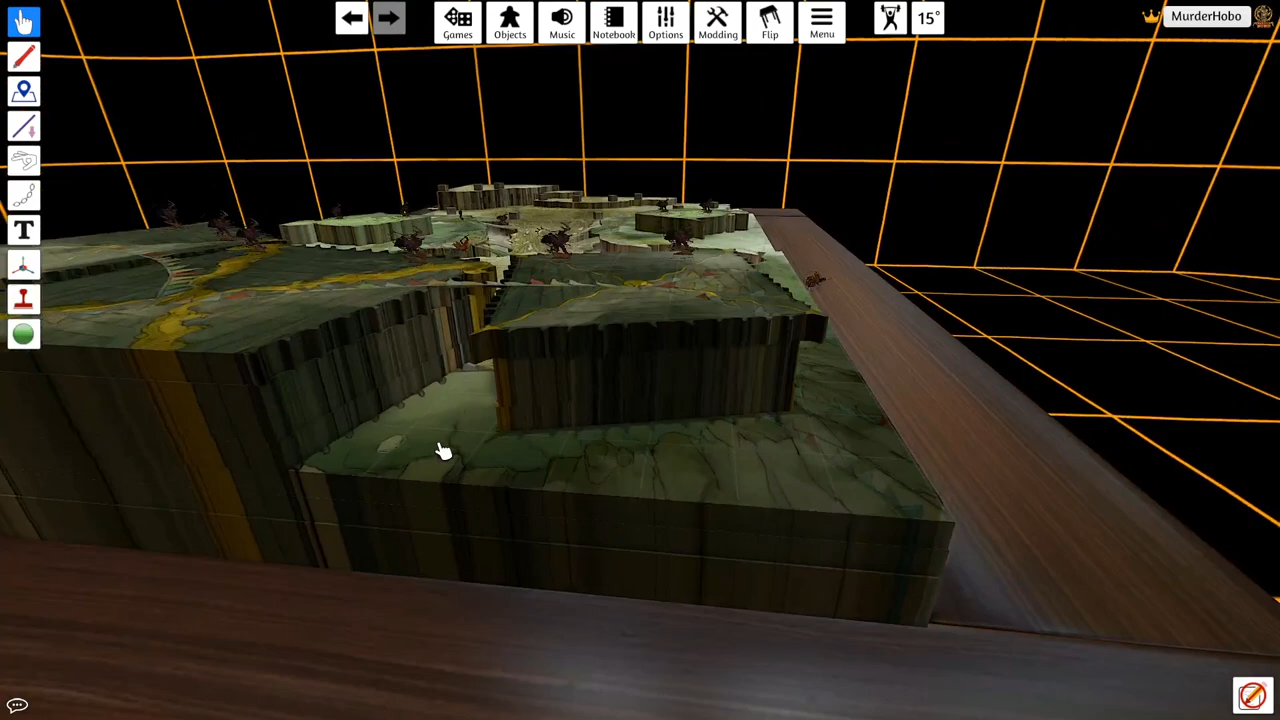 Games
Objects
Music
Notebook
Options
Modding
Flip
Menu
15°
MurderHobo
T